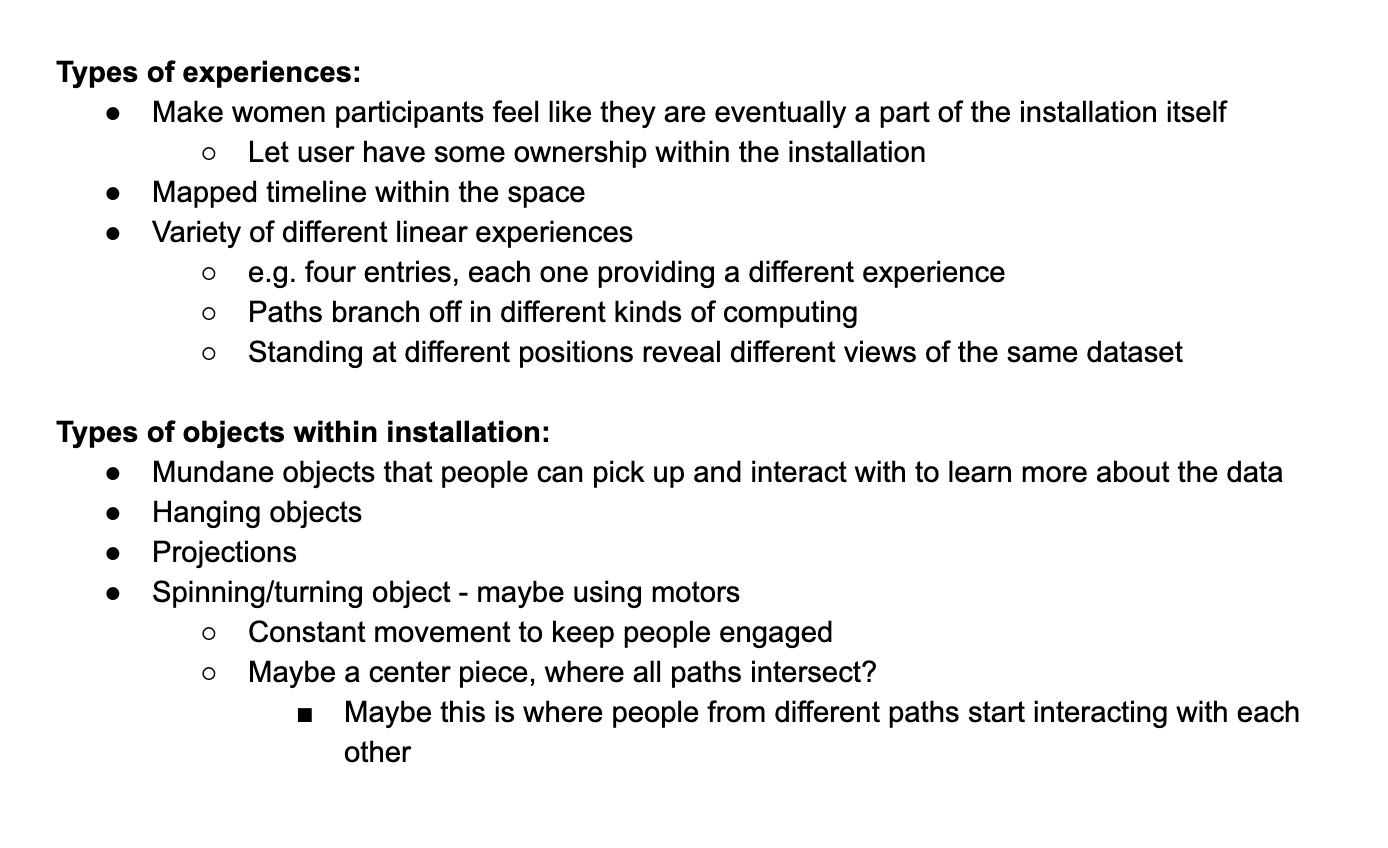 Types of experiences:
● Make women participants feel like they are eventually a part of the installation itself
○ Let user have some ownership within the installation
● Mapped timeline within the space
● Variety of different linear experiences
○ e.g. four entries, each one providing a different experience
○ Paths branch off in different kinds of computing
○ Standing at different positions reveal different views of the same dataset
Types of objects within installation:
● Mundane objects that people can pick up and interact with to learn more about the data
● Hanging objects
● Projections
● Spinning/turning object - maybe using motors
○ Constant movement to keep people engaged
○ Maybe a center piece, where all paths intersect?
■ Maybe this is where people from different paths start interacting with each
other